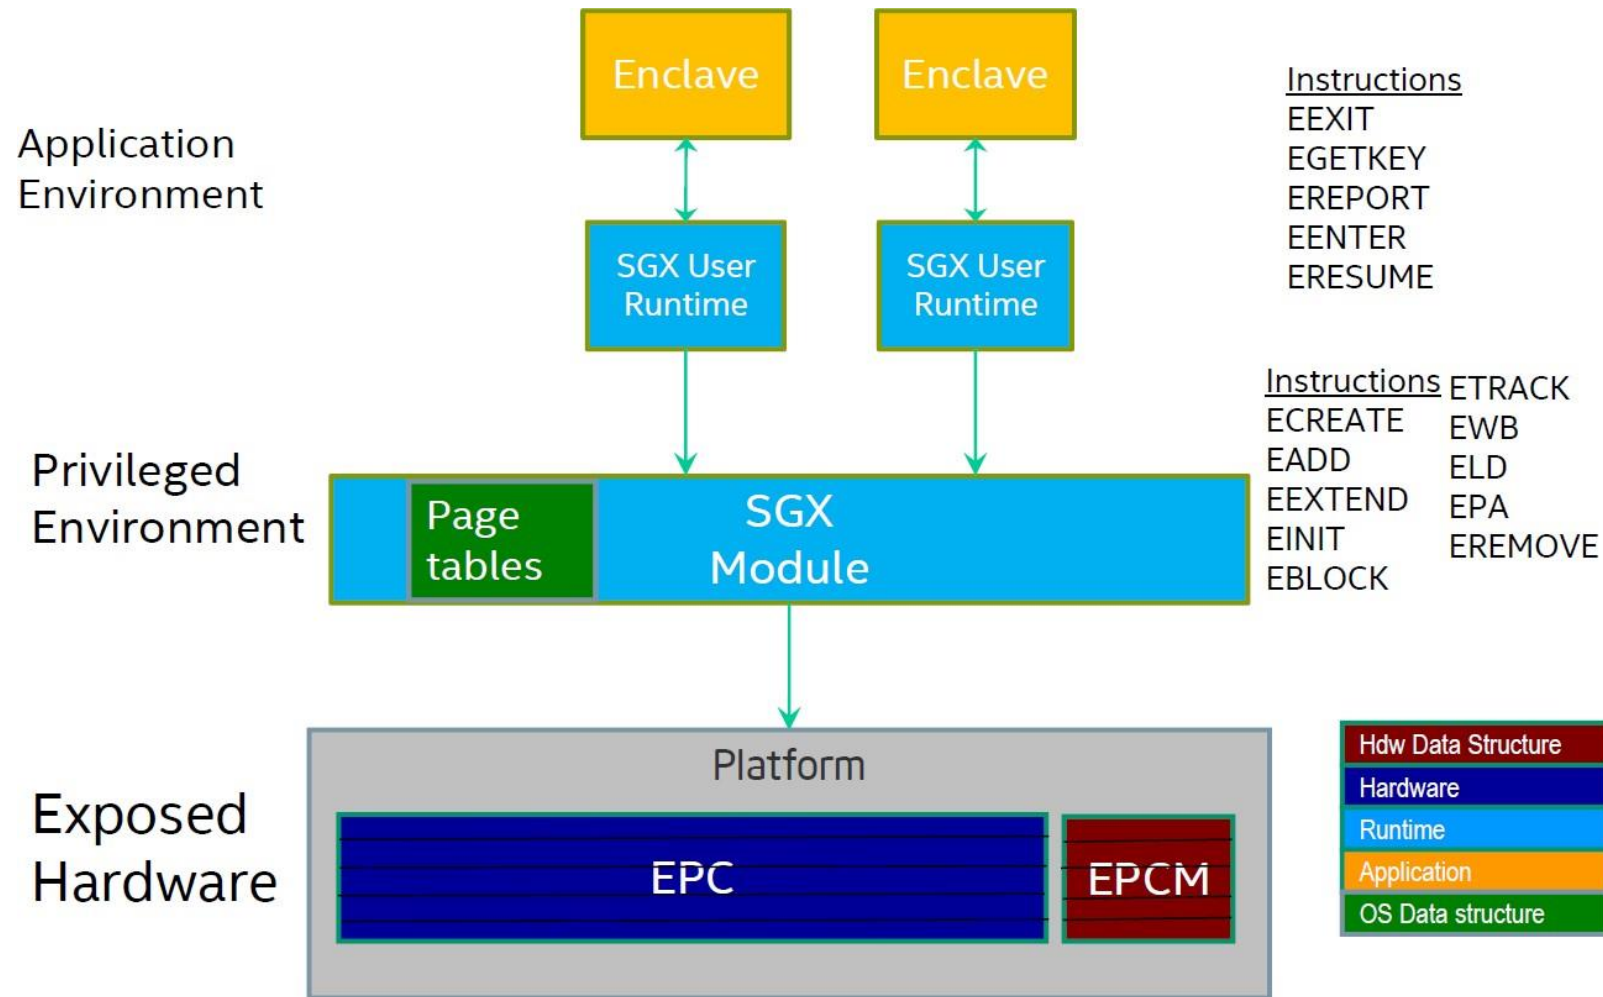 Enclave
Enclave
Instructions
EEXIT
EGETKEY
EREPORT
EENTER
ERESUME
Application
Environment
SGX User
Runtime
SGX User
Runtime
Instructions
ECREATE
EADD
EEXTEND
EINIT
EBLOCK
ETRACK
EWB
ELD
EPA
EREMOVE
Privileged
Environment
Page
tables
SGX
Module
Platform
Exposed
Hardware
EPC
EPCM
Hdw Data Structure
Hardware
Runtime
Application
OS Data structure